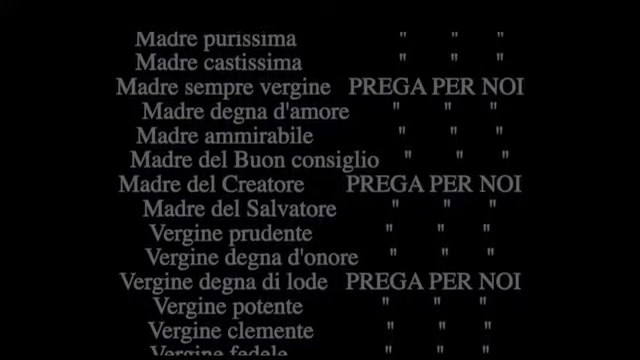 Madre purissima " " "
Madre castissima " " "
Madre sempre vergine PREGA PER NOI
Madre degna d'amore " " "
Madre ammirabile " " "
Madre del Buon consiglio " " "
Madre del Creatore PREGA PER NOI
Madre del Salvatore " " "
Vergine prudente " " "
Vergine degna d'onore " " "
Vergine degna di lode PREGA PER NOI
Vergine potente " " "
Vergine clemente " " "
Vergine fedele " " "